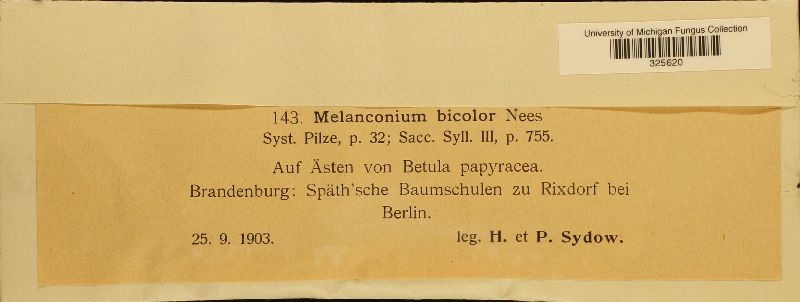 University of Michigan Fungus Collection
325620
143. Melanconium bicolor Nees
Syst. Pilze, p. 32; Sacc. Syll. III, p. 755.
Auf Ästen von Betula papyracea.
Brandenburg: Späth'sche Baumschulen zu Rixdorf bei
Berlin.
25. 9. 1903. leg. H. et P. Sydow.